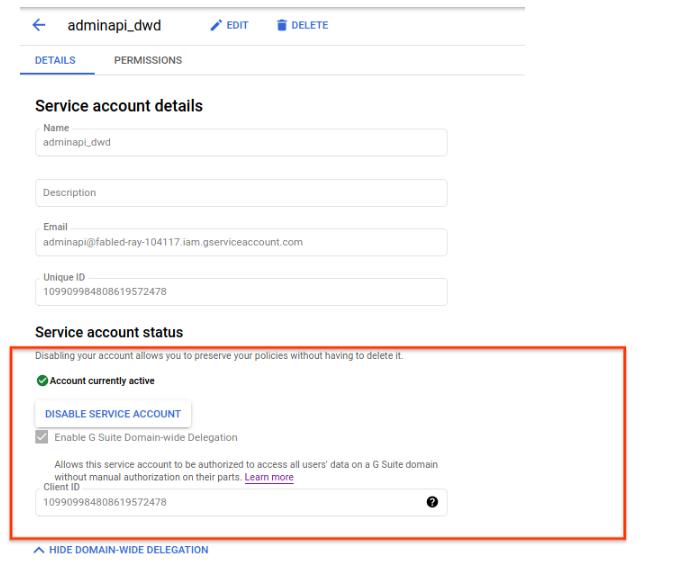 adminapi_dwd EDIT DELETE
DETAILS PERMISSIONS
Service account details
Name
adminapi_dwd
Description
Email
adminapi@fabled-ray-104117.iam.gserviceaccount.com
Unique ID
109909984808619572478
Service account status
Disabling your account allows you to preserve your policies without having to delete it.
Account currently active
DISABLE SERVICE ACCOUNT
Enable G Suite Domain-wide Delegation
Allows this service account to be authorized to access all users' data on a G Suite domain
without manual authorization on their parts. Learn more
Client ID
109909984808619572478
HIDE DOMAIN-WIDE DELEGATION